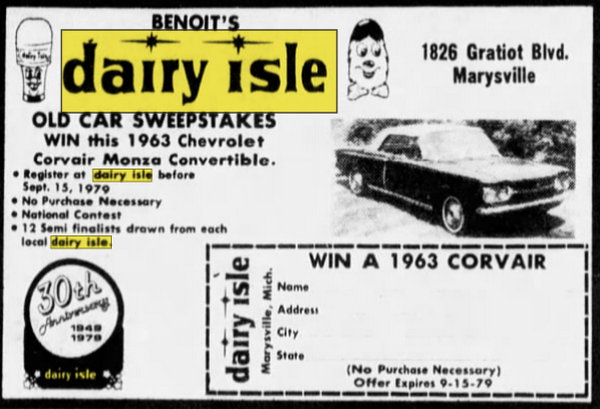 BENOIT'S
dairy isle
1826 Gratiot Blvd.
Marysville
OLD CAR SWEEPSTAKES
WIN this 1963 Chevrolet
Corvair Monza Convertible.
• Register at dairy isle before
Sept. 15, 1979
• No Purchase Necessary
• National Contest
• 12 Semi finalists drawn from each
local dairy isle.
30th
Anniversary
1949
1979
dairy isle
dairy isle
Marysville, Mich.
WIN A 1963 CORVAIR
Name
Address
City
State
(No Purchase Necessary)
Offer Expires 9-15-79